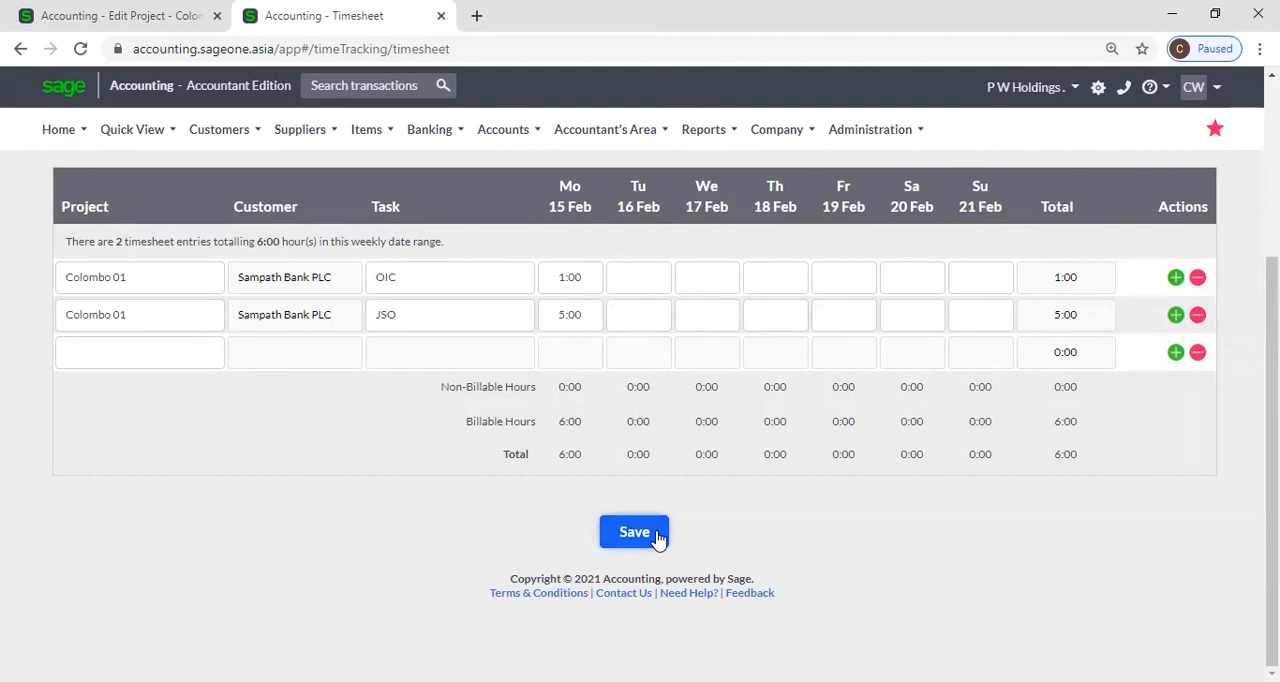 Accounting - Edit Project - Colon
Accounting - Timesheet
accounting.sageone.asia/app#/timeTracking/timesheet
C Paused
sage Accounting - Accountant Edition Search transactions P W Holdings . CW
Home Quick View Customers Suppliers Items Banking Accounts Accountant's Area Reports Company Administration
Mo Tu We Th Fr Sa Su
Project Customer Task 15 Feb 16 Feb 17 Feb 18 Feb 19 Feb 20 Feb 21 Feb Total Actions
There are 2 timesheet entries totalling 6:00 hour(s) in this weekly date range.
Colombo 01 Sampath Bank PLC OIC 1:00 1:00
Colombo 01 Sampath Bank PLC JSO 5:00 5:00
0:00
Non-Billable Hours 0:00 0:00 0:00 0:00 0:00 0:00 0:00 0:00
Billable Hours 6:00 0:00 0:00 0:00 0:00 0:00 0:00 6:00
Total 6:00 0:00 0:00 0:00 0:00 0:00 0:00 6:00
Save
Copyright © 2021 Accounting, powered by Sage.
Terms & Conditions | Contact Us | Need Help? | Feedback